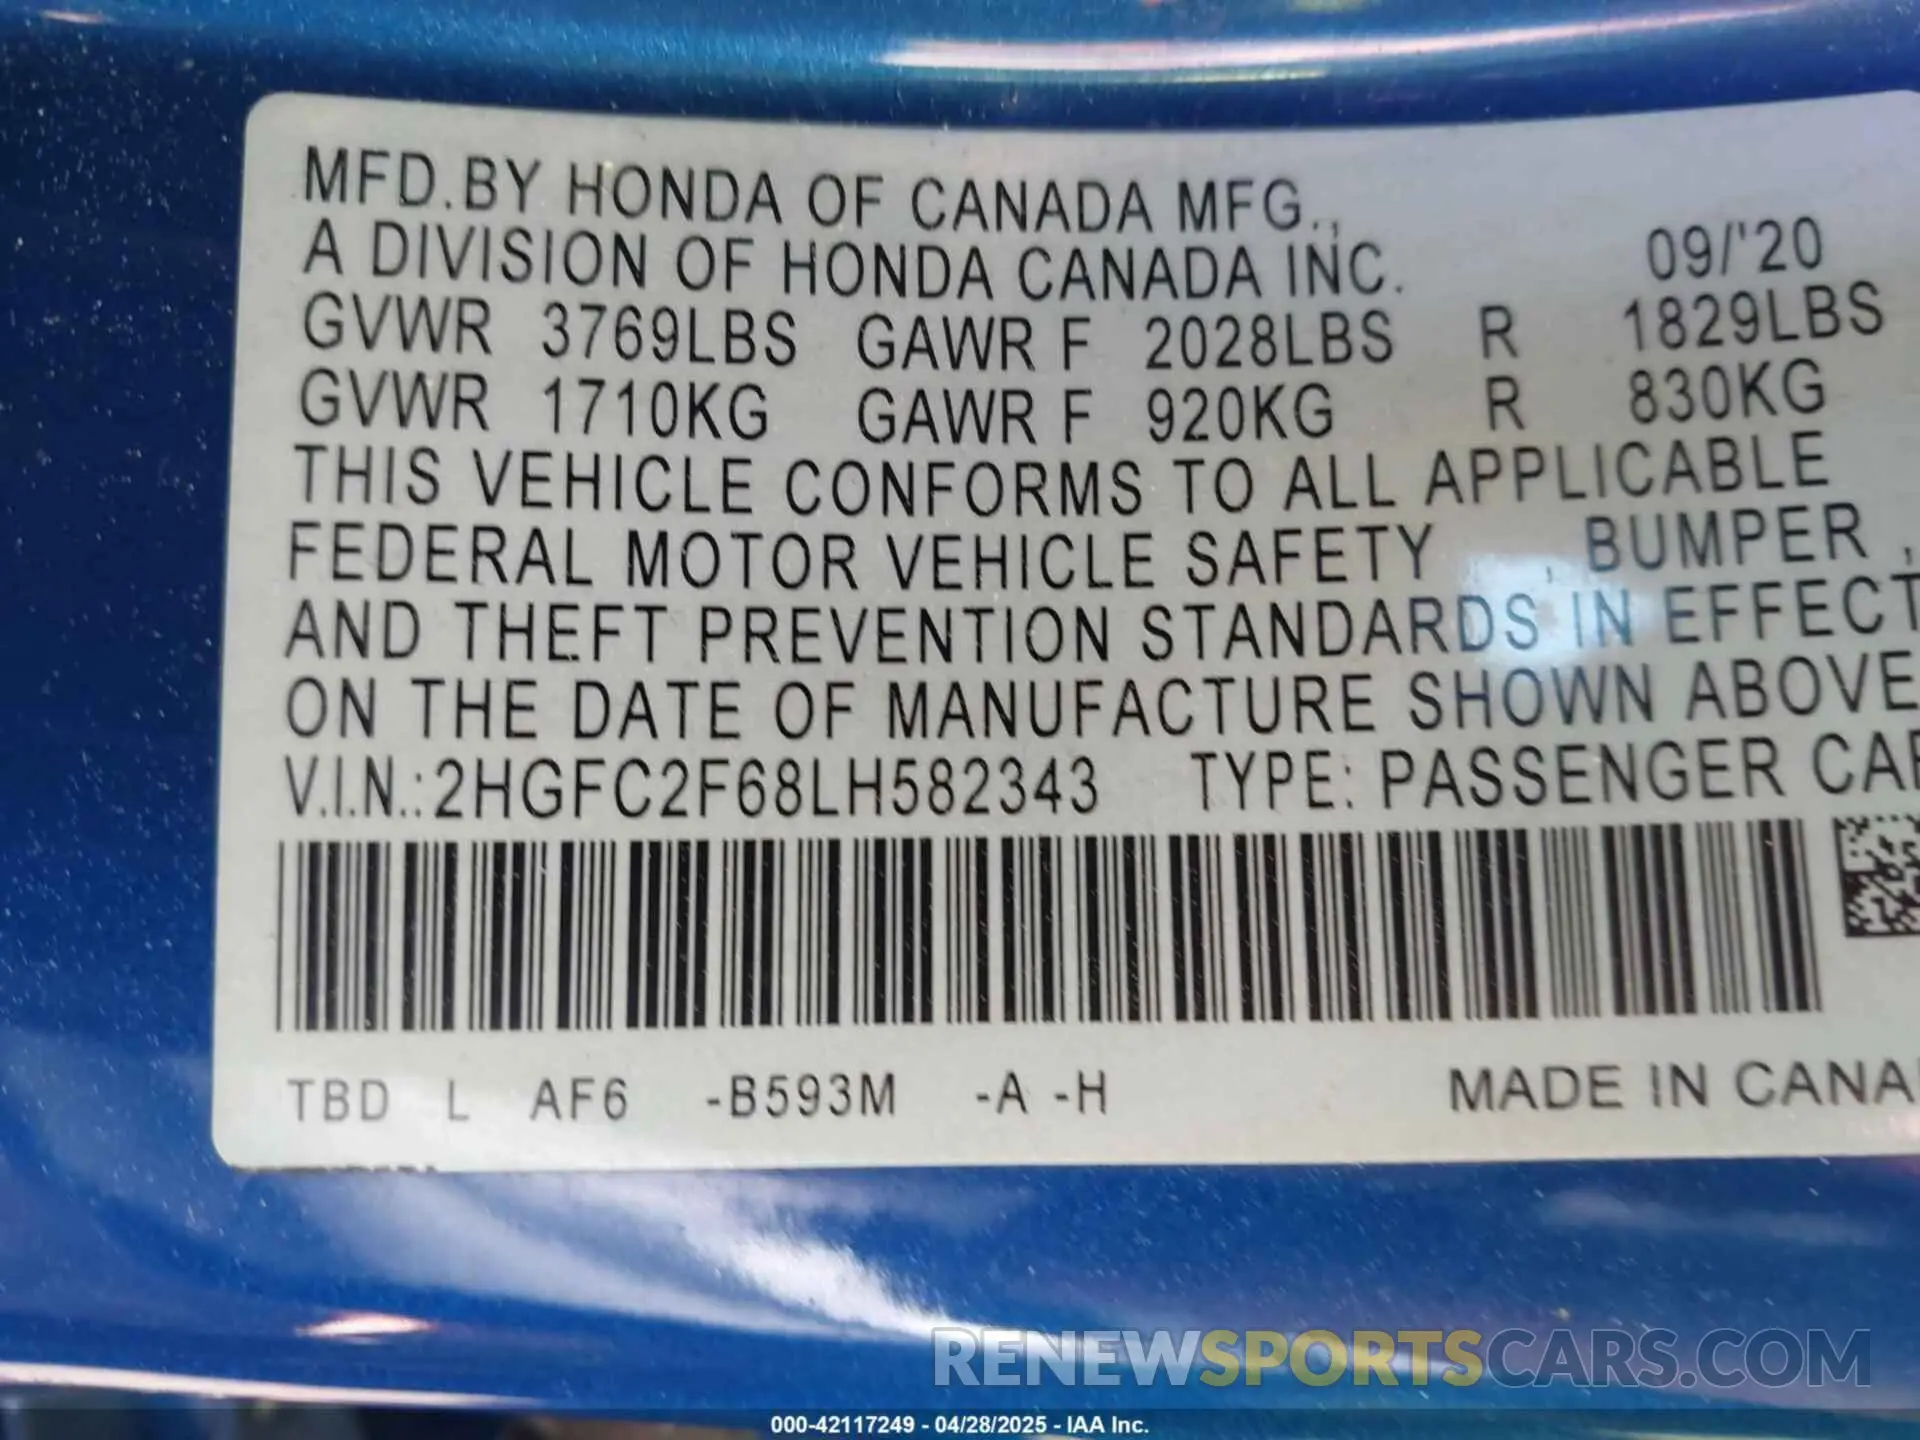 MFD.BY HONDA OF CANADA MFG.,
A DIVISION OF HONDA CANADA INC. 09/'20
GVWR 3769LBS GAWR F 2028LBS R 1829LBS
GVWR 1710KG GAWR F 920KG R 830KG
THIS VEHICLE CONFORMS TO ALL APPLICABLE
FEDERAL MOTOR VEHICLE SAFETY , BUMPER ,
AND THEFT PREVENTION STANDARDS IN EFFECT
ON THE DATE OF MANUFACTURE SHOWN ABOVE
V.I.N.:2HGFC2F68LH582343 TYPE: PASSENGER CAR
TBD L AF6 -B593M -A -H MADE IN CANA
RENEWSPORTSCARS.COM
000-42117249 - 04/28/2025 - IAA Inc.